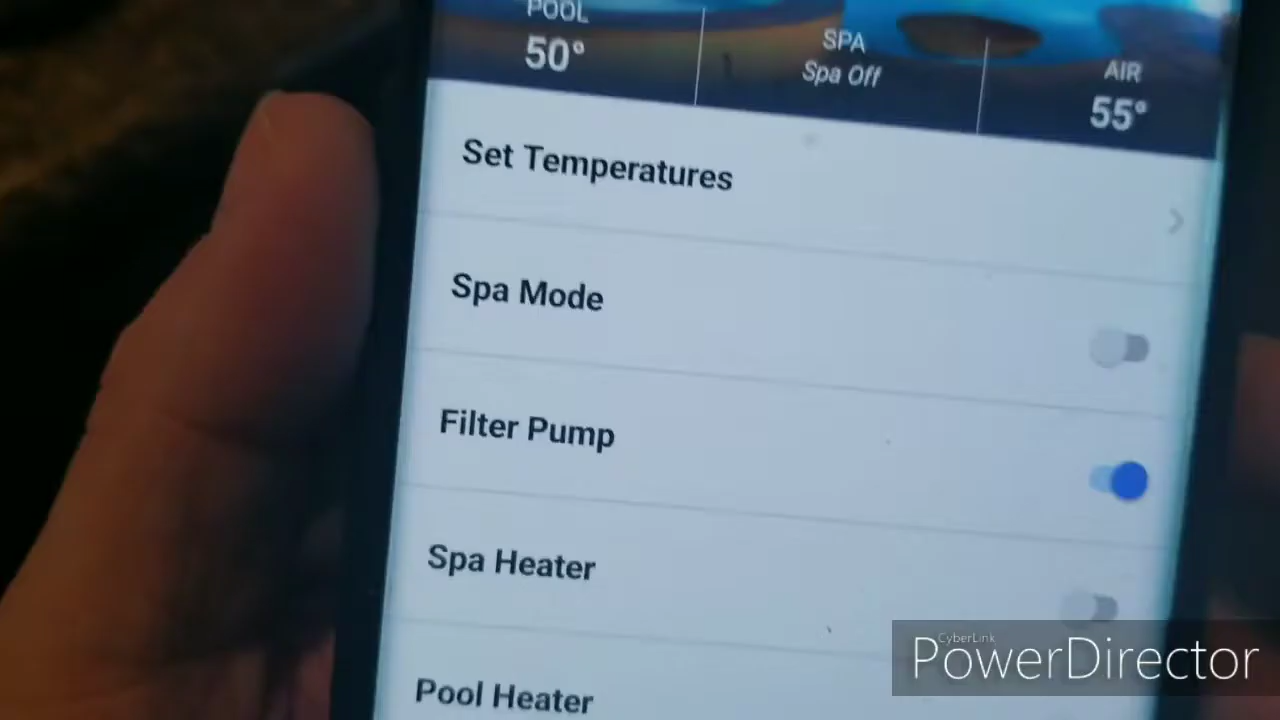 POOL
50°
SPA
Spa Off
AIR
55°
Set Temperatures
Spa Mode
Filter Pump
Spa Heater
Pool Heater
CyberLink
PowerDirector